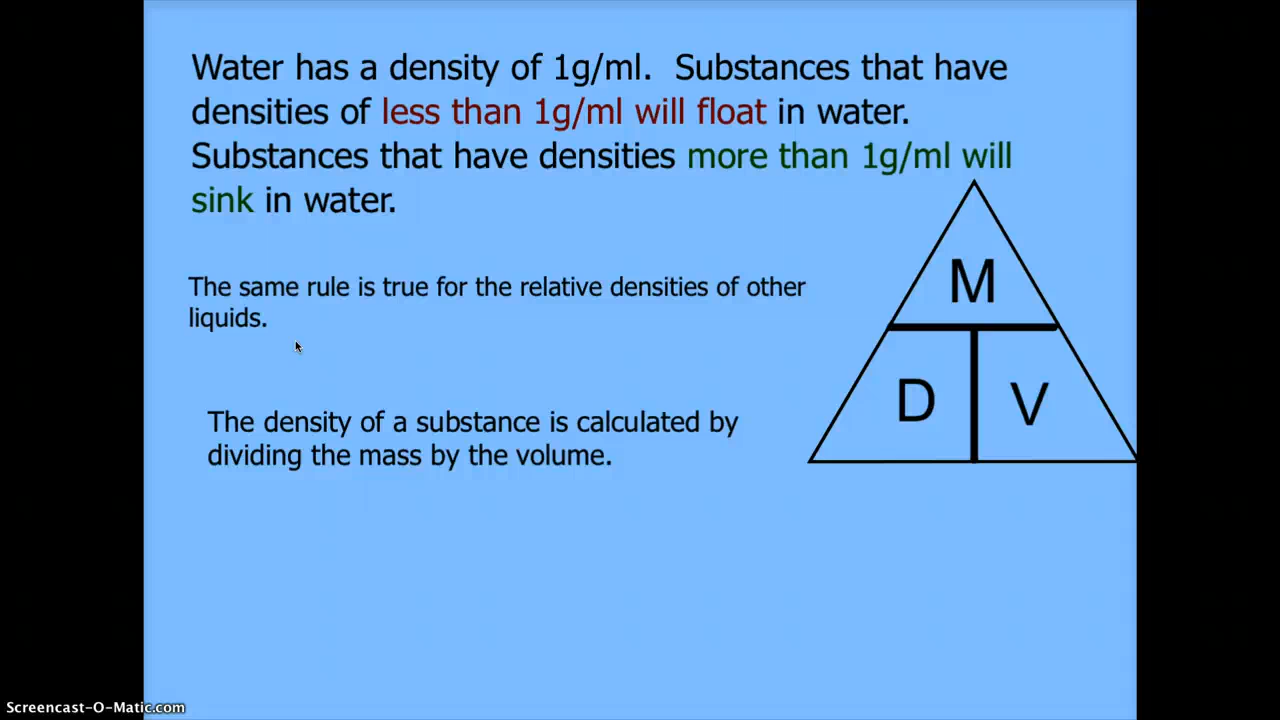 Water has a density of 1g/ml.  Substances that have
densities of less than 1g/ml will float in water.
Substances that have densities more than 1g/ml will
sink in water.
The same rule is true for the relative densities of other
liquids.
M
D V
The density of a substance is calculated by
dividing the mass by the volume.
Screencast-O-Matic.com